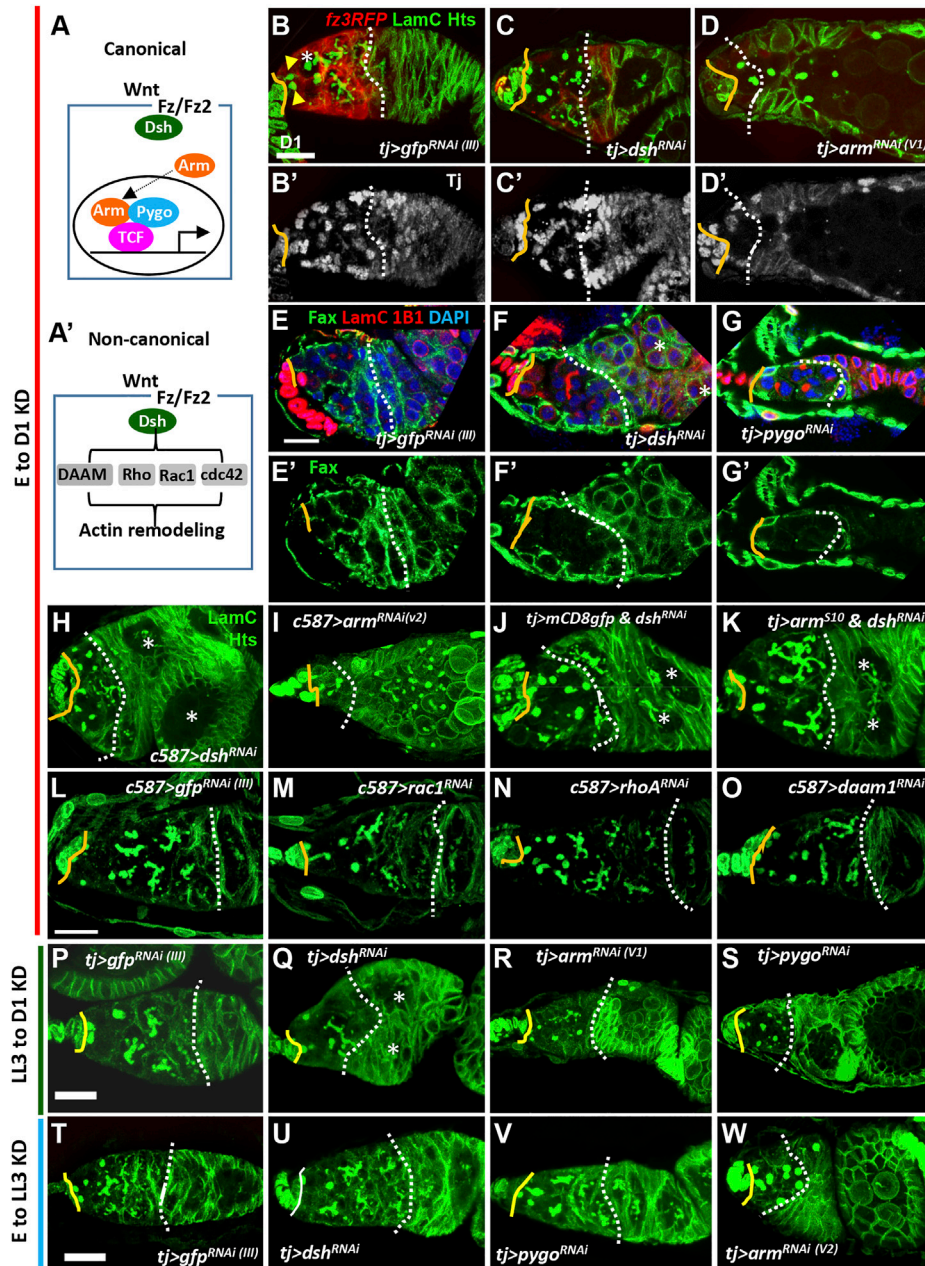 A
Canonical
Wnt
Fz/Fz2
Dsh
Arm
Arm
Pygo
TCF
A'
Non-canonical
Wnt
Fz/Fz2
Dsh
DAAM
Rho
Rac1
cdc42
Actin remodeling
E to D1 KD
B
fz3RFP LamC Hts
*
D1
tj>gfpRNAi (III)
C
tj>dshRNAi
D
tj>armRNAi (V1)
B'
Tj
C'
D'
E
Fax LamC 1B1 DAPI
tj>gfpRNAi (III)
F
*
*
tj>dshRNAi
G
tj>pygoRNAi
E'
Fax
F'
G'
H
LamC
Hts
*
*
c587>dshRNAi
I
c587>armRNAi(v2)
J
tj>mCD8gfp & dshRNAi
*
*
K
tj>armS10 & dshRNAi
*
*
L
c587>gfpRNAi (III)
M
c587>rac1RNAi
N
c587>rhoARNAi
O
c587>daam1RNAi
LL3 to D1 KD
P
tj>gfpRNAi (III)
Q
tj>dshRNAi
*
*
R
tj>armRNAi (V1)
S
tj>pygoRNAi
E to LL3 KD
T
tj>gfpRNAi (III)
U
tj>dshRNAi
V
tj>pygoRNAi
W
tj>armRNAi (V2)